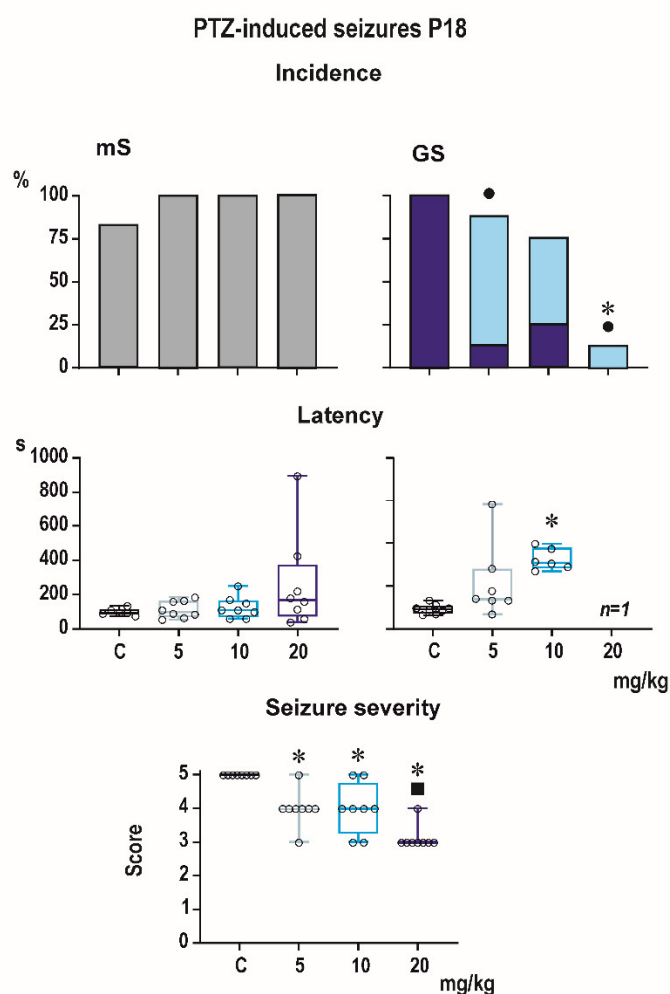 PTZ-induced seizures P18
Incidence
mS GS
%
100
75
50
25
0
* 
*
Latency
s
1000
800
600
400
200
0
*
n=1
C 5 10 20 C 5 10 20
mg/kg
Seizure severity
* * *
Score
5
4
3
2
1
0
C 5 10 20
mg/kg